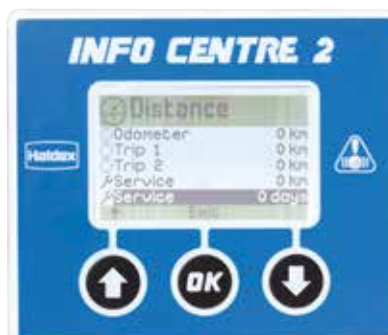 INFO CENTRE 2
Haldex
Distance
Odometer 0 km
Trip 1 0 km
Trip 2 0 km
Service 0 km
Service 0 days
Exit
OK